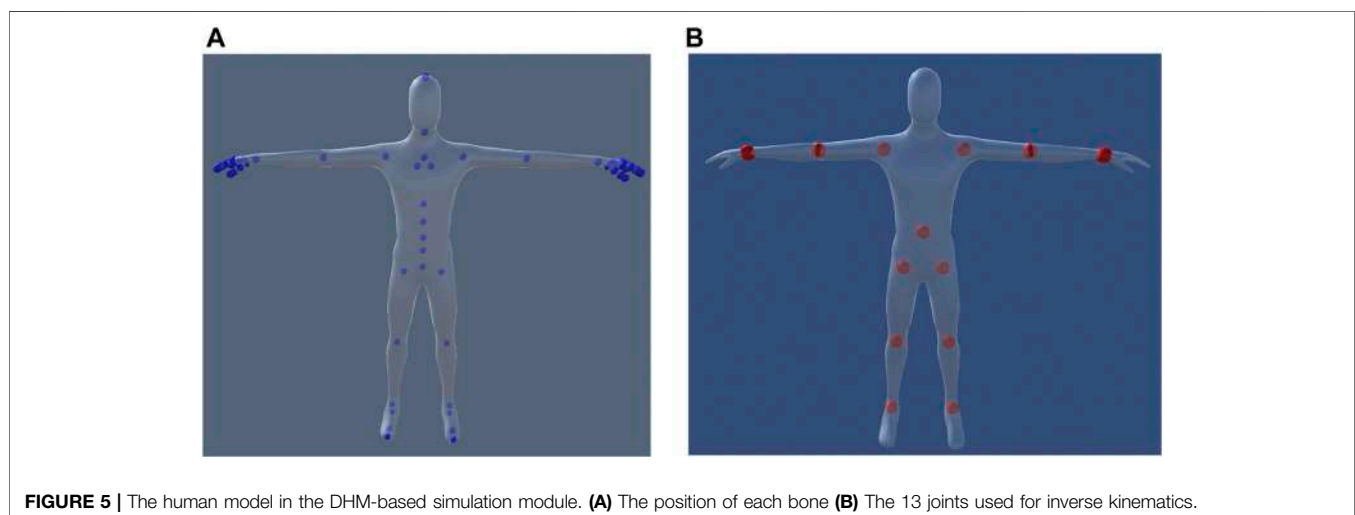 A
B
FIGURE 5 | The human model in the DHM-based simulation module. (A) The position of each bone (B) The 13 joints used for inverse kinematics.